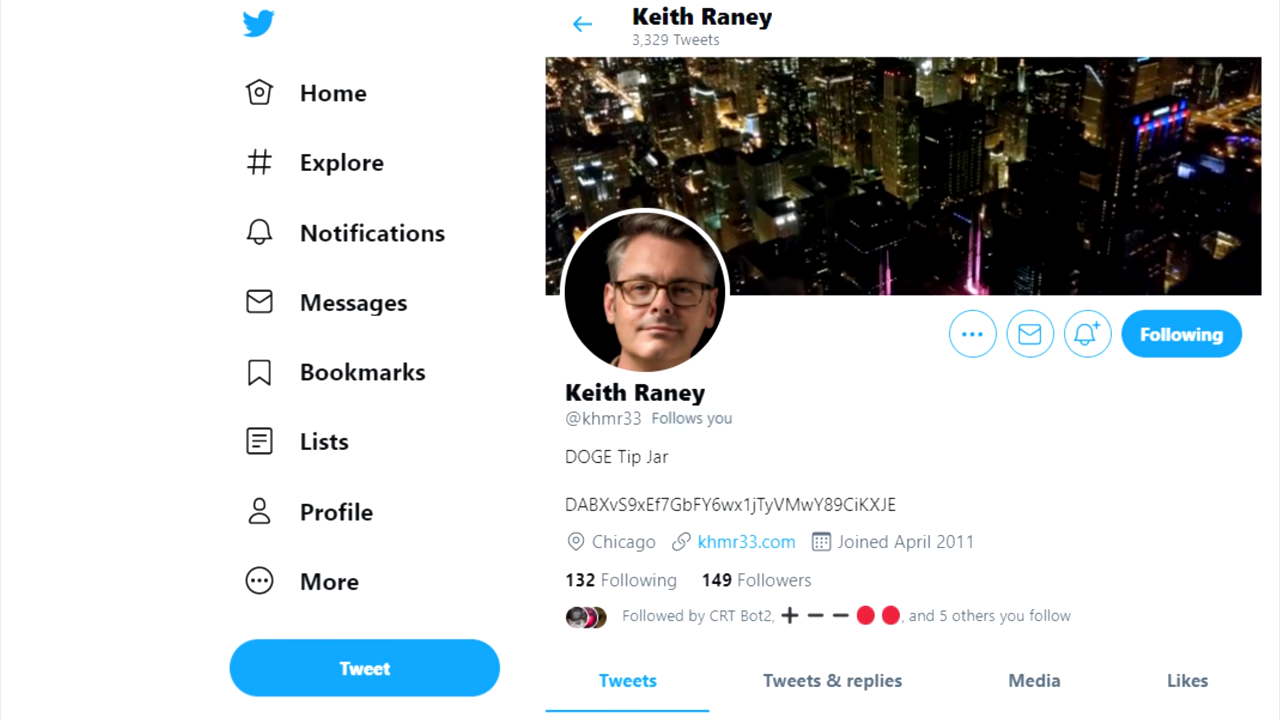 Keith Raney
3,329 Tweets
Home
Explore
Notifications
Messages
Bookmarks
Lists
Profile
More
Tweet
Following
Keith Raney
@khmr33 Follows you
DOGE Tip Jar
DABXvS9xEf7GbFY6wx1jTyVMwY89CiKXJE
Chicago khmr33.com Joined April 2011
132 Following 149 Followers
Followed by CRT Bot2, ➕➖➖🔴🔴, and 5 others you follow
Tweets Tweets & replies Media Likes